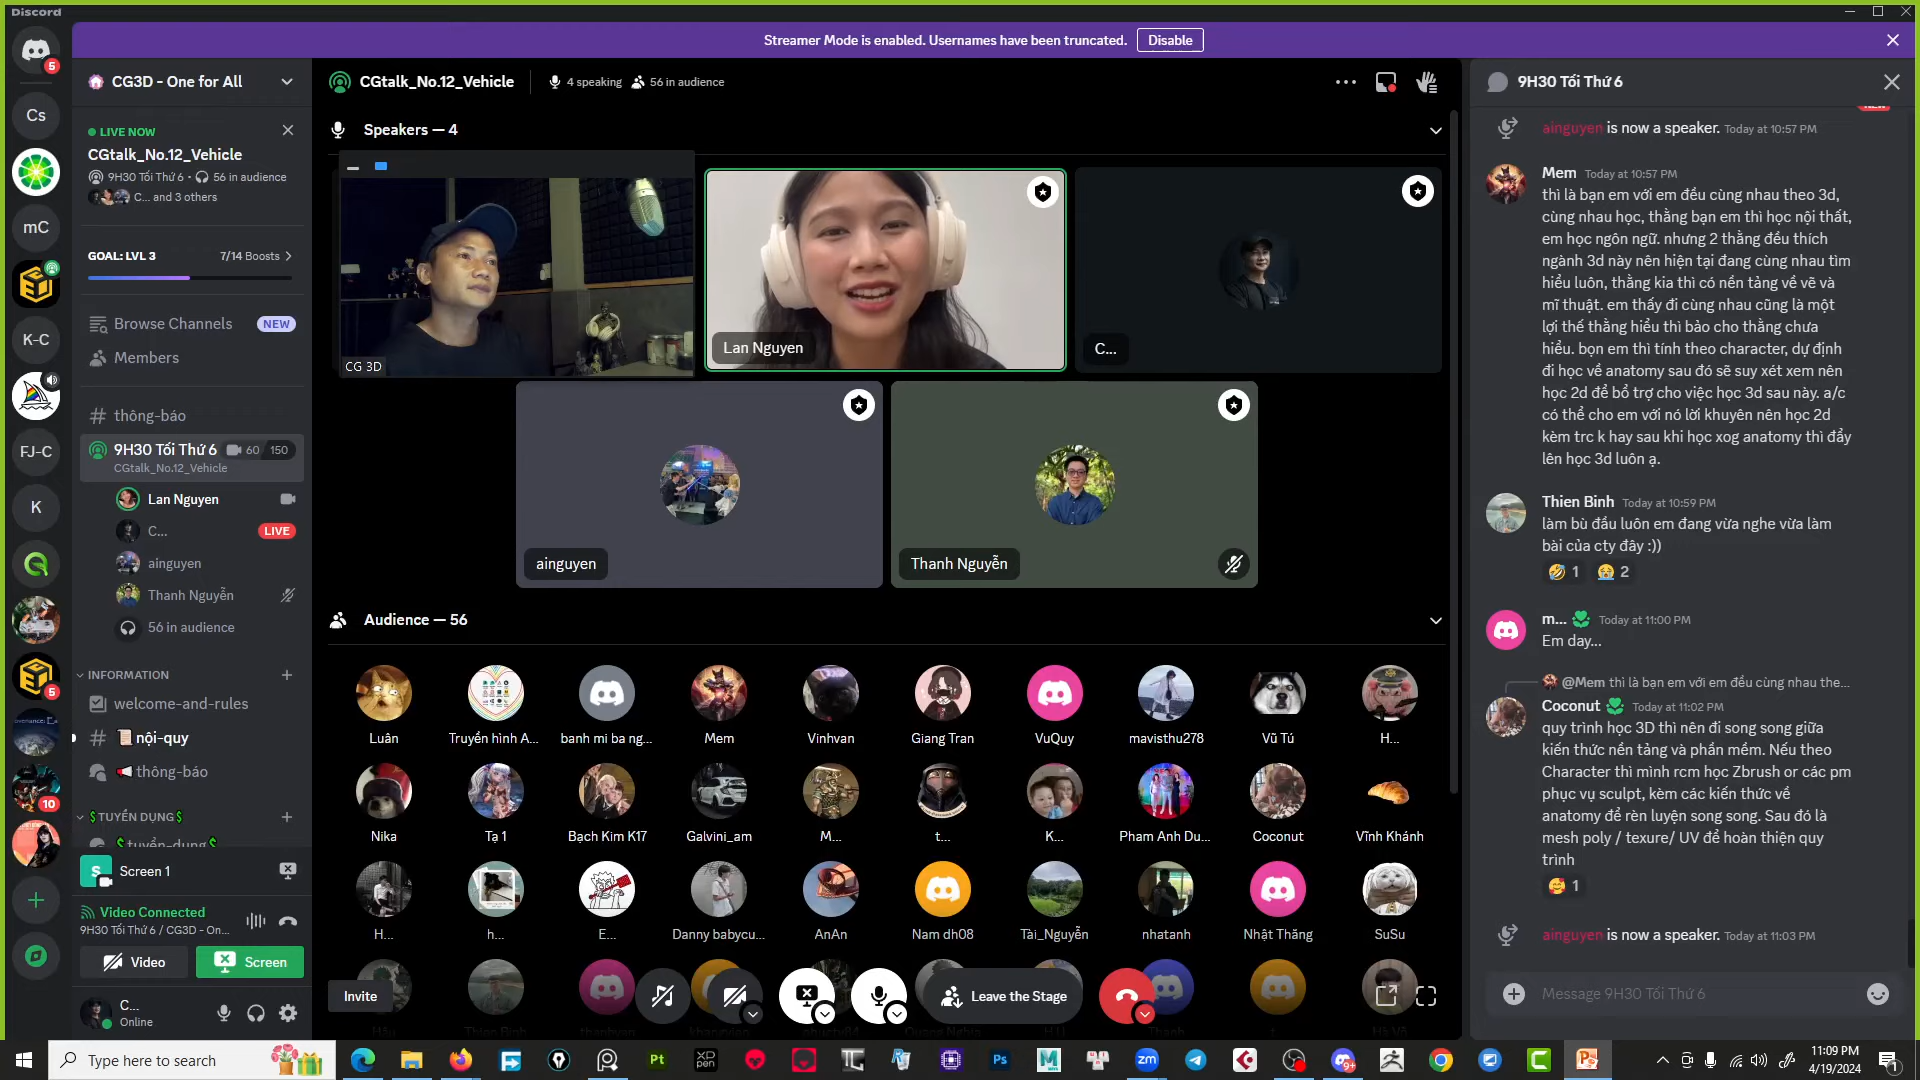 Discord
Streamer Mode is enabled. Usernames have been truncated.
Disable
5
Cs
mC
K-C
FJ-C
K
5
overiance: E
10
CG3D - One for All
LIVE NOW
CGtalk_No.12_Vehicle
9H30 Tối Thứ 6 • 56 in audience
C... and 3 others
GOAL: LVL 3
7/14 Boosts
Browse Channels
NEW
Members
thông-báo
9H30 Tối Thứ 6
60 150
CGtalk_No.12_Vehicle
Lan Nguyen
C...
LIVE
ainguyen
Thanh Nguyễn
56 in audience
INFORMATION
welcome-and-rules
nội-quy
thông-báo
$TUYỂN DỤNG$
$tuyển-dụng$
S
Screen 1
Video Connected
9H30 Tối Thứ 6 / CG3D - On...
Video
Screen
C...
Online
CGtalk_No.12_Vehicle
4 speaking
56 in audience
Speakers — 4
CG 3D
Lan Nguyen
C...
ainguyen
Thanh Nguyễn
Audience — 56
Luân
Truyền hình A...
banh mi ba ng...
Mem
Vinhvan
Giang Tran
VuQuy
mavisthu278
Vũ Tú
H...
Nika
Tạ 1
Bạch Kim K17
Galvini_am
M...
t...
K...
Pham Anh Du...
Coconut
Vĩnh Khánh
H...
h...
E...
Danny babycu...
AnAn
Nam dh08
Tài_Nguyễn
nhatanh
Nhật Thăng
SuSu
Hậu
Thien Binh
Invite
Leave the Stage
9H30 Tối Thứ 6
NEW
ainguyen is now a speaker. Today at 10:57 PM
Mem Today at 10:57 PM
thì là bạn em với em đều cùng nhau theo 3d,
cùng nhau học, thằng bạn em thì học nội thất,
em học ngôn ngữ. nhưng 2 thằng đều thích
ngành 3d này nên hiện tại đang cùng nhau tìm
hiểu luôn, thằng kia thì có nền tảng về vẽ và
mĩ thuật. em thấy đi cùng nhau cũng là một
lợi thế thằng hiểu thì bảo cho thằng chưa
hiểu. bọn em thì tính theo character, dự định
đi học về anatomy sau đó sẽ suy xét xem nên
học 2d để bổ trợ cho việc học 3d sau này. a/c
có thể cho em với nó lời khuyên nên học 2d
kèm trc k hay sau khi học xog anatomy thì đẩy
lên học 3d luôn ạ.
Thien Binh Today at 10:59 PM
làm bù đầu luôn em đang vừa nghe vừa làm
bài của cty đây :))
1
2
m... Today at 11:00 PM
Em day...
@Mem thì là bạn em với em đều cùng nhau the...
Coconut Today at 11:02 PM
quy trình học 3D thì nên đi song song giữa
kiến thức nền tảng và phần mềm. Nếu theo
Character thì mình rcm học Zbrush or các pm
phục vụ sculpt, kèm các kiến thức về
anatomy để rèn luyện song song. Sau đó là
mesh poly / texure/ UV để hoàn thiện quy
trình
1
ainguyen is now a speaker. Today at 11:03 PM
Message 9H30 Tối Thứ 6
Type here to search
Pt
XP
pen
Ps
M
zm
9+
11:09 PM
4/19/2024
1